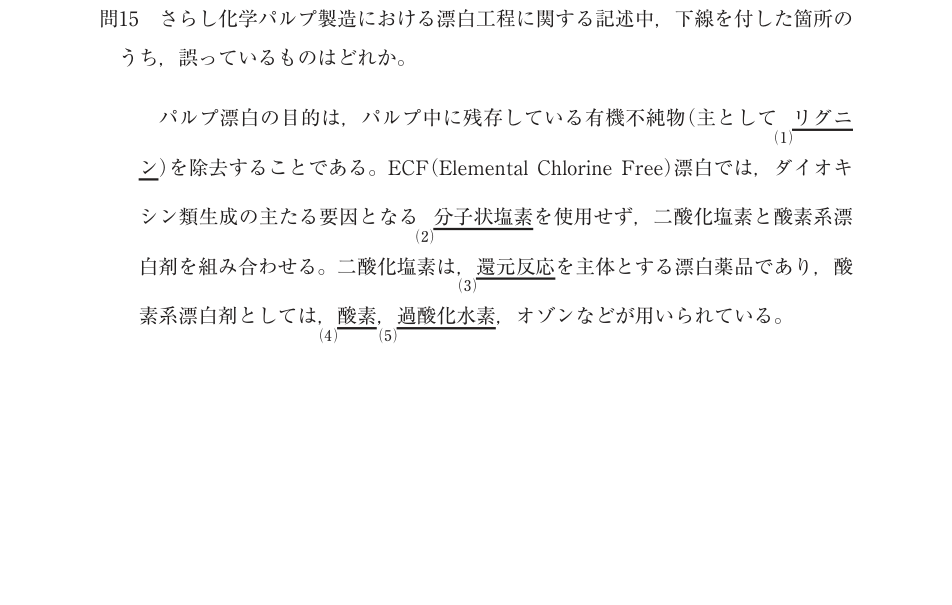 問15　さらし化学パルプ製造における漂白工程に関する記述中，下線を付した箇所の
うち，誤っているものはどれか。
パルプ漂白の目的は，パルプ中に残存している有機不純物(主として(1)リグニ
ン)を除去することである。ECF(Elemental Chlorine Free)漂白では，ダイオキ
シン類生成の主たる要因となる(2)分子状塩素を使用せず，二酸化塩素と酸素系漂
白剤を組み合わせる。二酸化塩素は，(3)還元反応を主体とする漂白薬品であり，酸
素系漂白剤としては，(4)酸素，(5)過酸化水素，オゾンなどが用いられている。